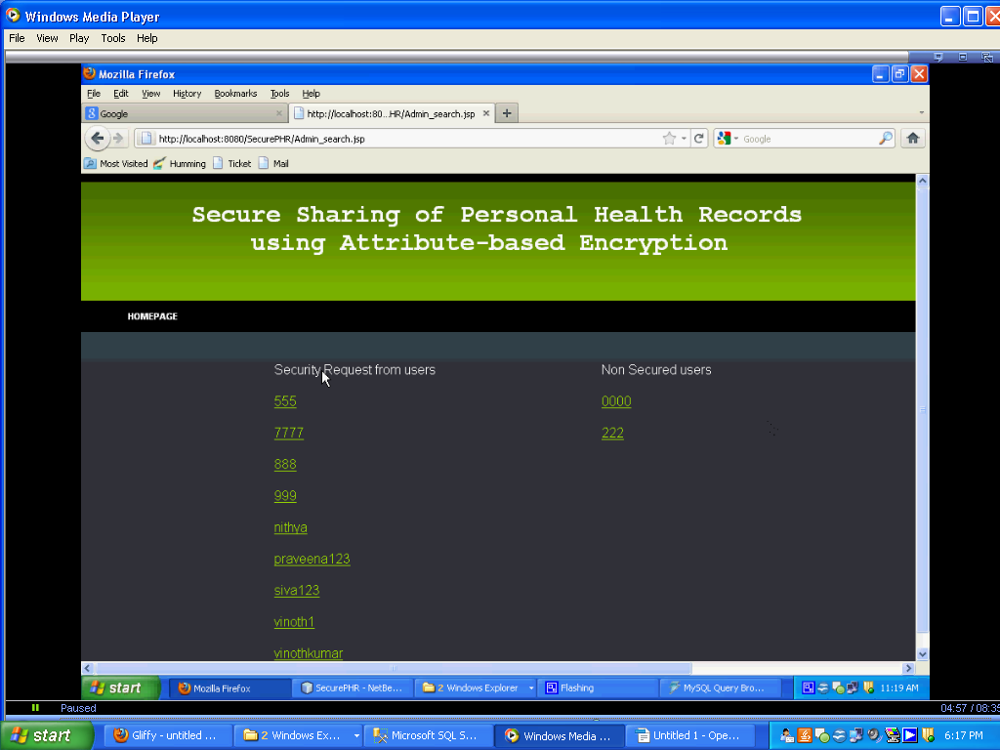 Windows Media Player
File View Play Tools Help
Mozilla Firefox
File Edit View History Bookmarks Tools Help
Google
http://localhost:80...HR/Admin_search.jsp
http://localhost:8080/SecurePHR/Admin_search.jsp
Google
Most Visited Humming Ticket Mail
Secure Sharing of Personal Health Records
using Attribute-based Encryption
HOMEPAGE
Security Request from users
Non Secured users
555
0000
7777
222
888
999
nithya
praveena123
siva123
vinoth1
vinothkumar
start
Mozilla Firefox
SecurePHR - NetBe...
2 Windows Explorer
Flashing
MySQL Query Bro...
11:19 AM
Paused
04:57 / 08:35
start
Gliffy - untitled ...
2 Windows Ex...
Microsoft SQL S...
Windows Media ...
Untitled 1 - Ope...
6:17 PM